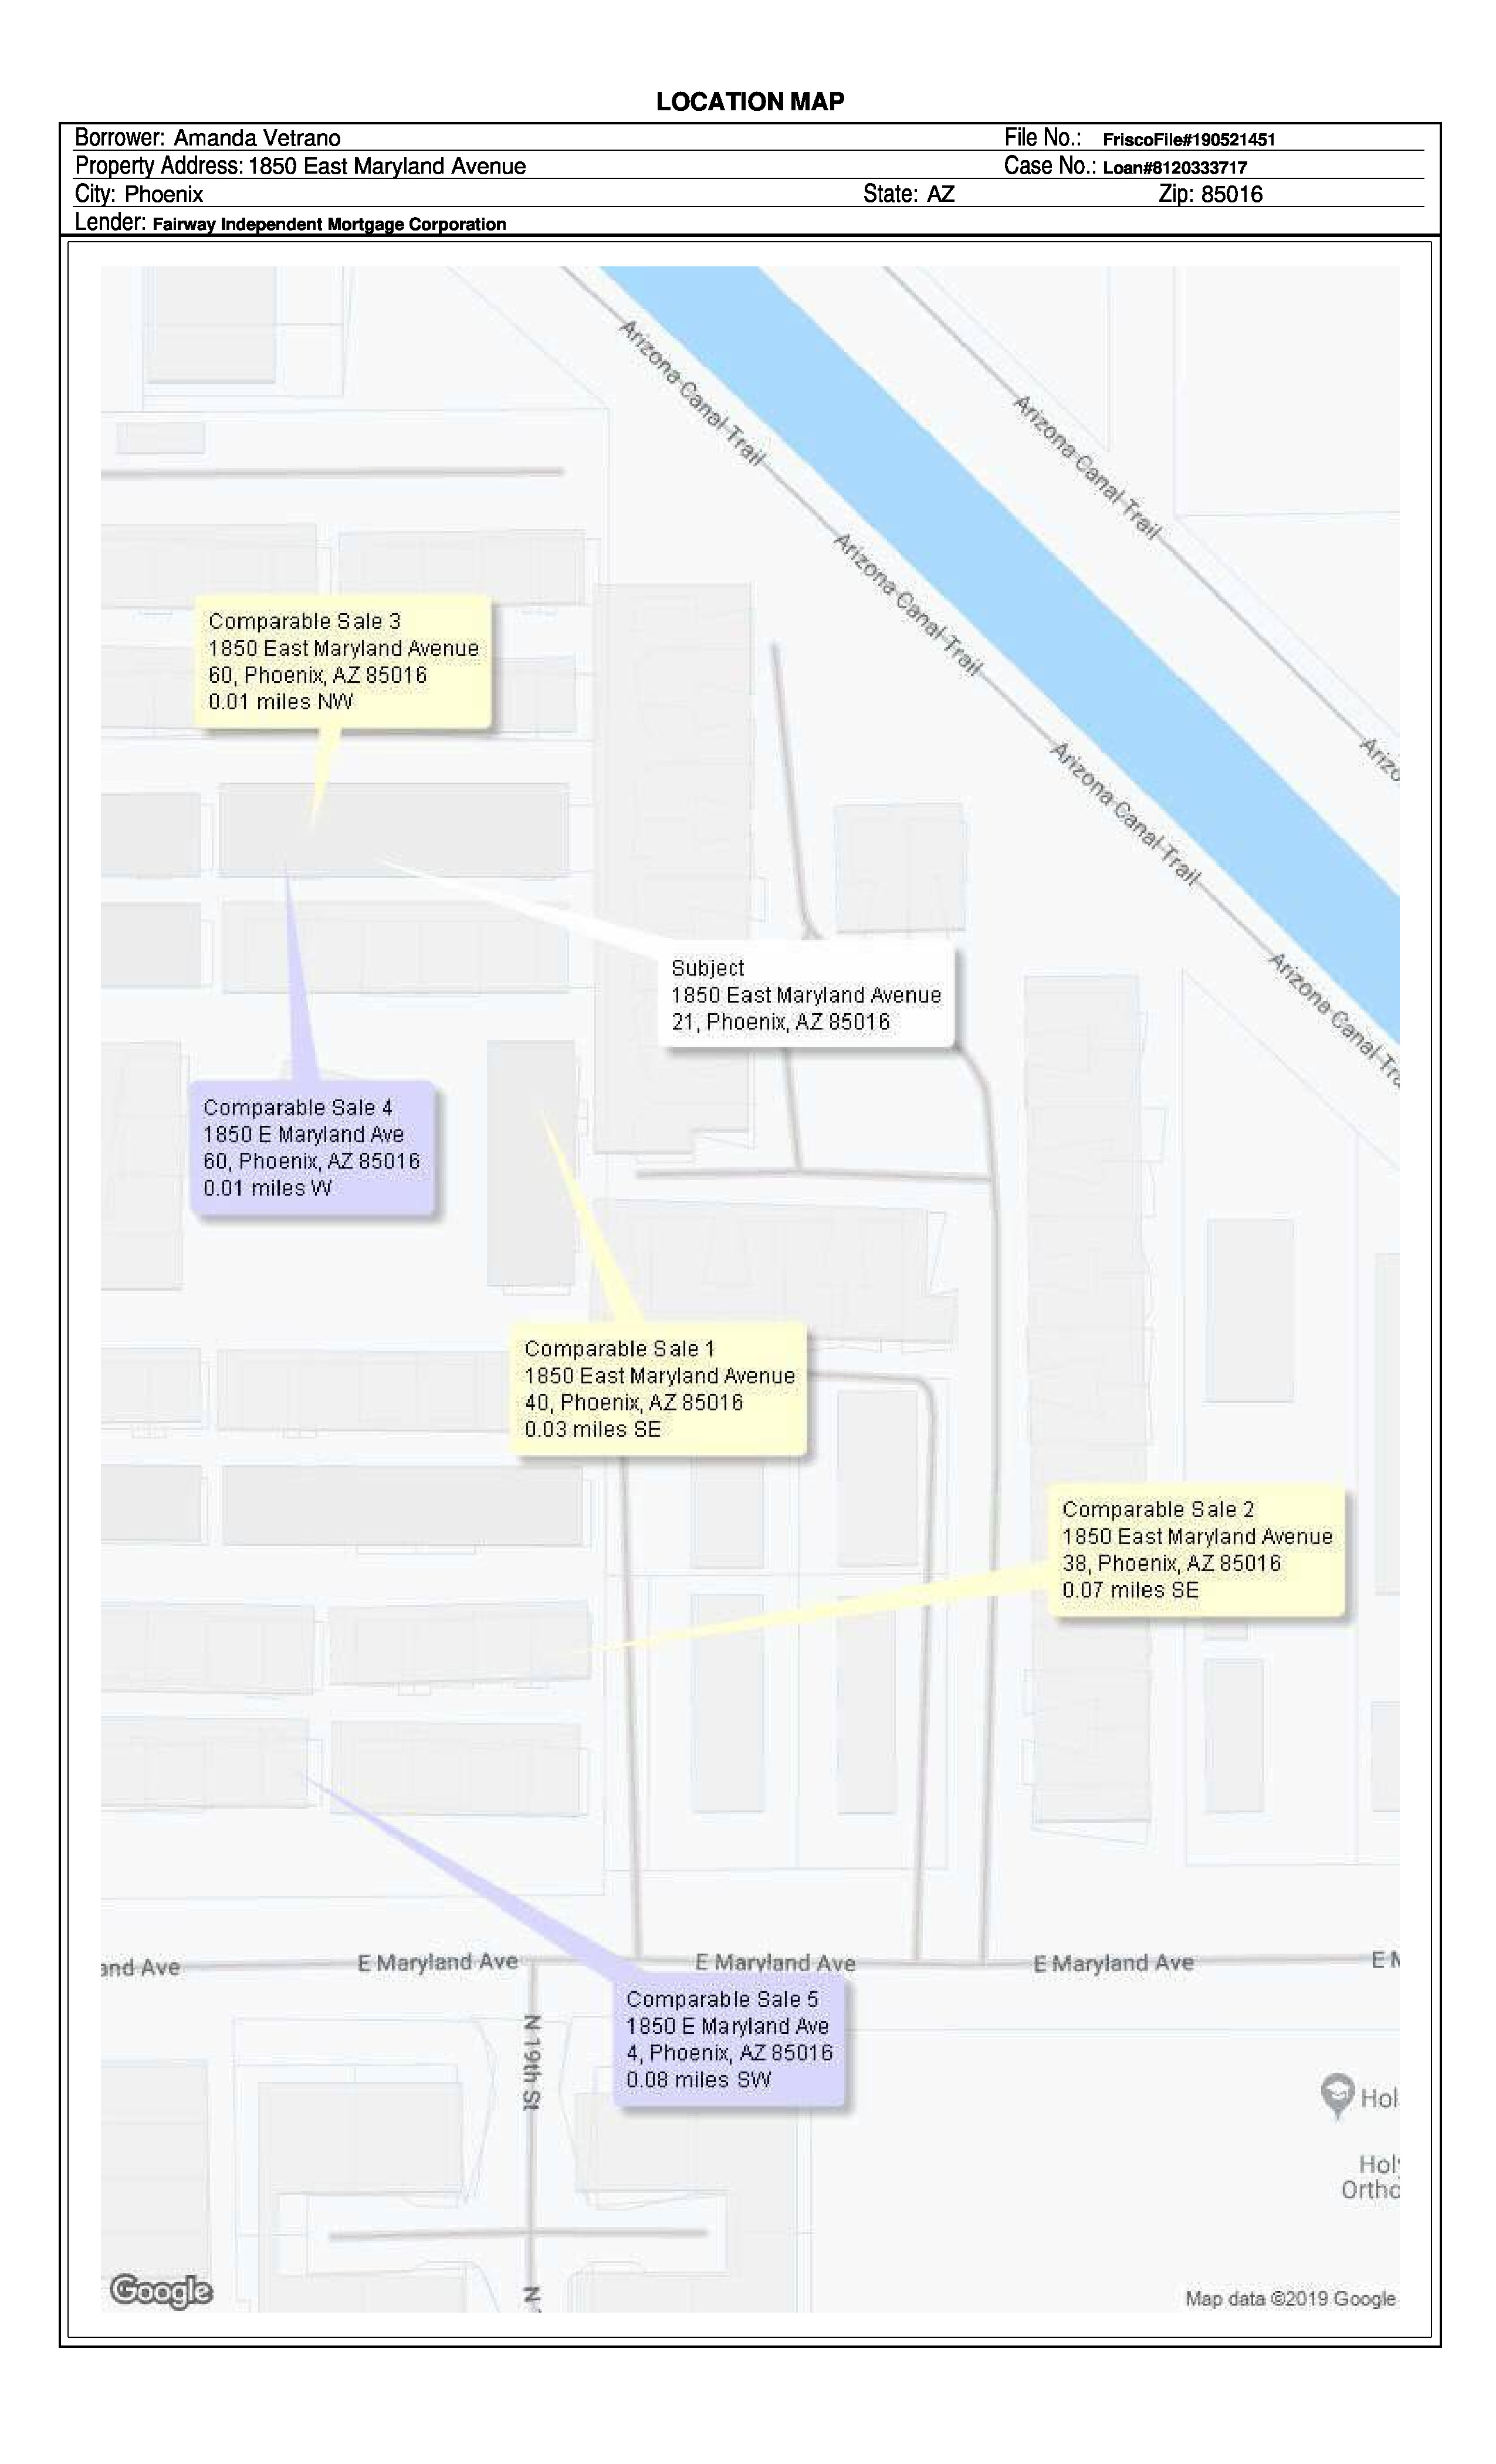 LOCATION MAP
Borrower: Amanda Vetrano File No.: FriscoFile#190521451
Property Address: 1850 East Maryland Avenue Case No.: Loan#8120333717
City: Phoenix State: AZ Zip: 85016
Lender: Fairway Independent Mortgage Corporation
Arizona Canal Trail
Arizona Canal Trail
Arizona Canal Trail
Arizo
Arizona Canal Trail
Arizona Canal Tra
Comparable Sale 3
1850 East Maryland Avenue
60, Phoenix, AZ 85016
0.01 miles NW
Subject
1850 East Maryland Avenue
21, Phoenix, AZ 85016
Comparable Sale 4
1850 E Maryland Ave
60, Phoenix, AZ 85016
0.01 miles W
Comparable Sale 1
1850 East Maryland Avenue
40, Phoenix, AZ 85016
0.03 miles SE
Comparable Sale 2
1850 East Maryland Avenue
38, Phoenix, AZ 85016
0.07 miles SE
and Ave E Maryland Ave E Maryland Ave E Maryland Ave E M
Comparable Sale 5
1850 E Maryland Ave
4, Phoenix, AZ 85016
0.08 miles SW
N 19th St
Hol
Holy
Ortho
N
Google
Map data ©2019 Google